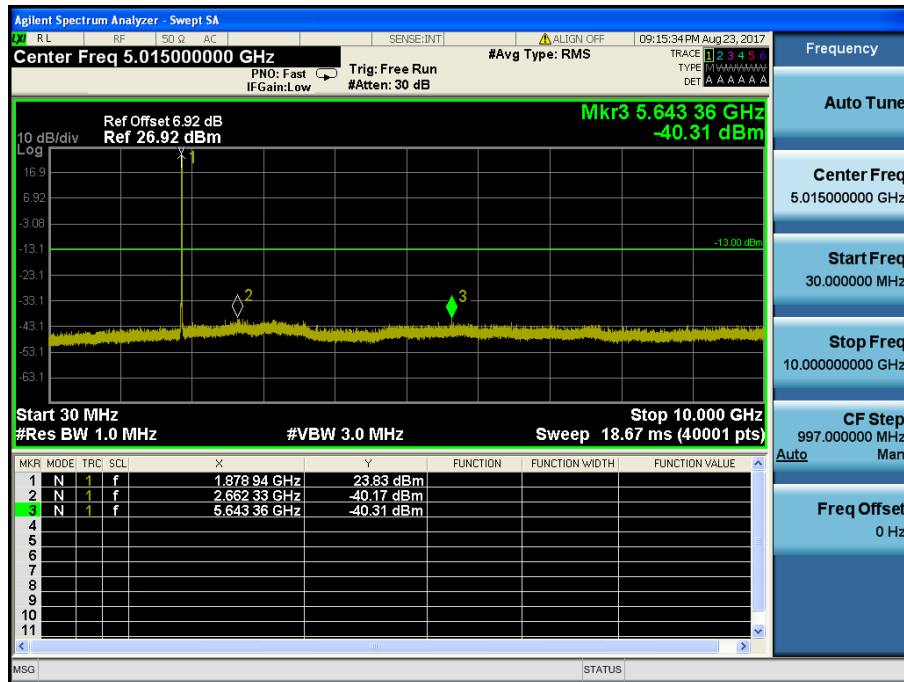 Agilent Spectrum Analyzer - Swept SA
LXI RL RF 50 Ω AC SENSE:INT ALIGN OFF 09:15:34 PM Aug 23, 2017
Center Freq 5.015000000 GHz
PNO: Fast
IFGain:Low
Trig: Free Run
#Atten: 30 dB
#Avg Type: RMS
TRACE 1 2 3 4 5 6
TYPE M WWWWW
DET A A A A A A
Ref Offset 6.92 dB
10 dB/div Ref 26.92 dBm
Mkr3 5.643 36 GHz
-40.31 dBm
Log
1
16.9
6.92
-3.08
-13.00 dBm
-13.1
-23.1
2
3
-33.1
-43.1
-53.1
-63.1
Start 30 MHz Stop 10.000 GHz
#Res BW 1.0 MHz #VBW 3.0 MHz Sweep 18.67 ms (40001 pts)
MKR MODE TRC SCL X Y FUNCTION FUNCTION WIDTH FUNCTION VALUE
1 N 1 f 1.878 94 GHz 23.83 dBm
2 N 1 f 2.662 33 GHz -40.17 dBm
3 N 1 f 5.643 36 GHz -40.31 dBm
4
5
6
7
8
9
10
11
MSG STATUS
Frequency
Auto Tune
Center Freq
5.015000000 GHz
Start Freq
30.000000 MHz
Stop Freq
10.000000000 GHz
CF Step
997.000000 MHz
Auto Man
Freq Offset
0 Hz